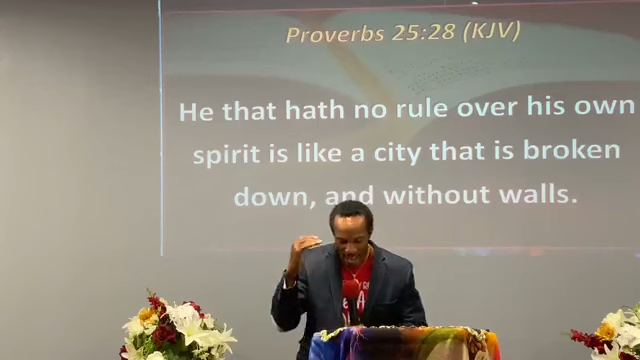 Proverbs 25:28 (KJV)
He that hath no rule over his own
spirit is like a city that is broken
down, and without walls.